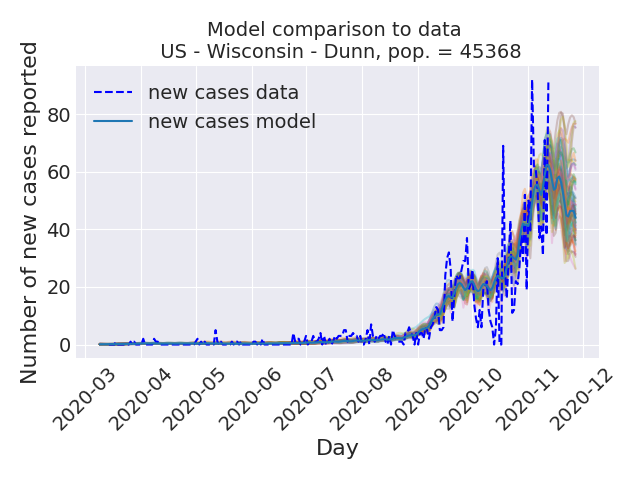 Model comparison to data
US - Wisconsin - Dunn, pop. = 45368
Number of new cases reported
new cases data
new cases model
80
60
40
20
0
2020-03
2020-04
2020-05
2020-06
2020-07
2020-08
2020-09
2020-10
2020-11
2020-12
Day